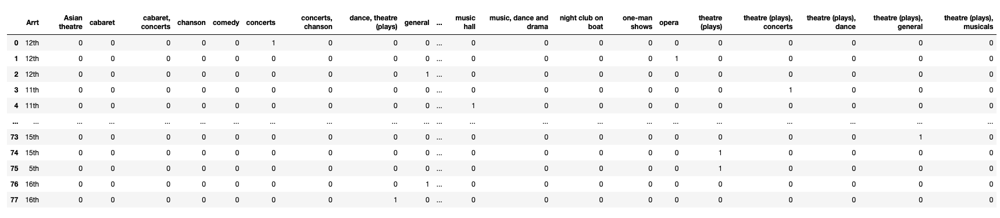 Arrt Asian theatre cabaret cabaret, concerts chanson comedy concerts concerts, chanson dance, theatre (plays) general ... music hall music, dance and drama night club on boat one-man shows opera theatre (plays) theatre (plays), concerts theatre (plays), dance theatre (plays), general theatre (plays), musicals
0 12th 0 0 0 0 0 1 0 0 0 ... 0 0 0 0 0 0 0 0 0 0
1 12th 0 0 0 0 0 0 0 0 0 ... 0 0 0 0 1 0 0 0 0 0
2 12th 0 0 0 0 0 0 0 0 1 ... 0 0 0 0 0 0 0 0 0 0
3 11th 0 0 0 0 0 0 0 0 0 ... 0 0 0 0 0 0 1 0 0 0
4 11th 0 0 0 0 0 0 0 0 0 ... 1 0 0 0 0 0 0 0 0 0
... ... ... ... ... ... ... ... ... ... ... ... ... ... ... ... ... ... ... ... ... ...
73 15th 0 0 0 0 0 0 0 0 0 ... 0 0 0 0 0 0 0 0 1 0
74 15th 0 0 0 0 0 0 0 0 0 ... 0 0 0 0 0 1 0 0 0 0
75 5th 0 0 0 0 0 0 0 0 0 ... 0 0 0 0 0 1 0 0 0 0
76 16th 0 0 0 0 0 0 0 0 1 ... 0 0 0 0 0 0 0 0 0 0
77 16th 0 0 0 0 0 0 0 1 0 ... 0 0 0 0 0 0 0 0 0 0